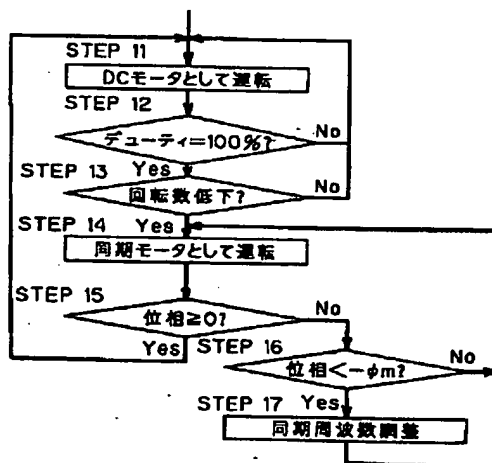 STEP 11
DCモータとして運転
STEP 12
デューティ=100%?
No
STEP 13
Yes
回転数低下?
No
STEP 14
Yes
同期モータとして運転
STEP 15
位相≧0?
No
Yes
STEP 16
位相<-φm?
No
STEP 17
Yes
同期周波数調整